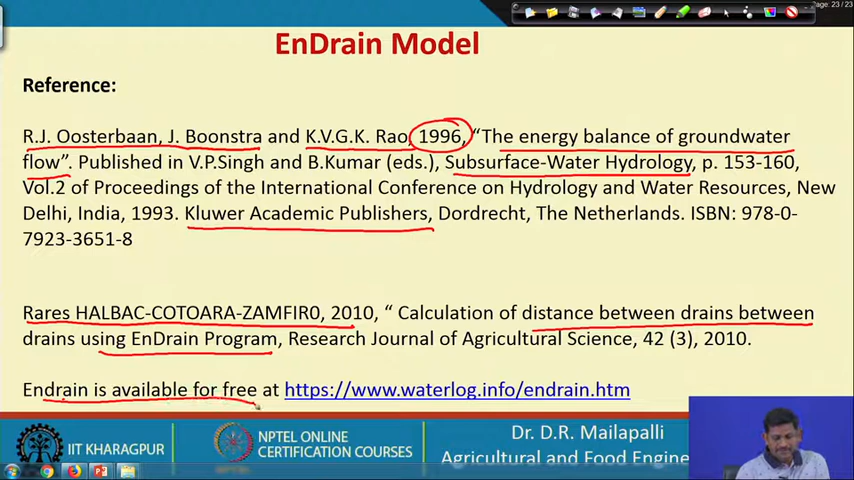 Page: 23 / 23
EnDrain Model
Reference:
R.J. Oosterbaan, J. Boonstra and K.V.G.K. Rao, 1996, “The energy balance of groundwater
flow”. Published in V.P.Singh and B.Kumar (eds.), Subsurface-Water Hydrology, p. 153-160,
Vol.2 of Proceedings of the International Conference on Hydrology and Water Resources, New
Delhi, India, 1993. Kluwer Academic Publishers, Dordrecht, The Netherlands. ISBN: 978-0-
7923-3651-8
Rares HALBAC-COTOARA-ZAMFIR0, 2010, “ Calculation of distance between drains between
drains using EnDrain Program, Research Journal of Agricultural Science, 42 (3), 2010.
Endrain is available for free at https://www.waterlog.info/endrain.htm
IIT KHARAGPUR
NPTEL ONLINE
CERTIFICATION COURSES
Dr. D.R. Mailapalli
Agricultural and Food Engine